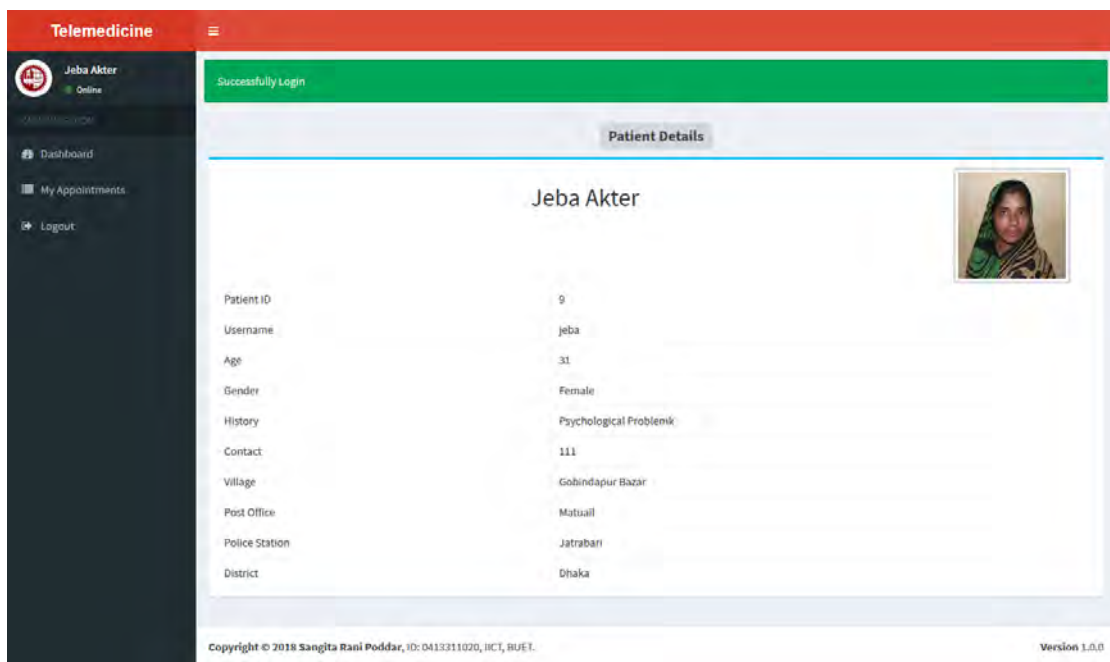 Telemedicine
Jeba Akter
Online
Successfully Login
Dashboard
My Appointments
Logout
Patient Details
Jeba Akter
Patient ID 9
Username jeba
Age 31
Gender Female
History Psychological Problemik
Contact 111
Village Gobindapur Bazar
Post Office Matuail
Police Station Jatrabari
District Dhaka
Copyright © 2018 Sangita Rani Poddar, ID: 0413311020, IICT, BUET.
Version 1.0.0